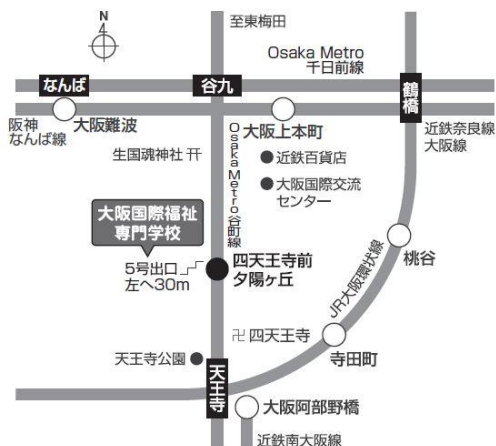 N
至東梅田
Osaka Metro
千日前線
なんば
谷九
鶴橋
阪神
なんば線
大阪難波
大阪上本町
近鉄奈良線
大阪線
生国魂神社
Osaka Metro谷町線
近鉄百貨店
大阪国際交流
センター
大阪国際福祉
専門学校
5号出口
左へ30m
四天王寺前
夕陽ヶ丘
桃谷
JR大阪環状線
卍四天王寺
寺田町
天王寺公園
天王寺
大阪阿部野橋
近鉄南大阪線